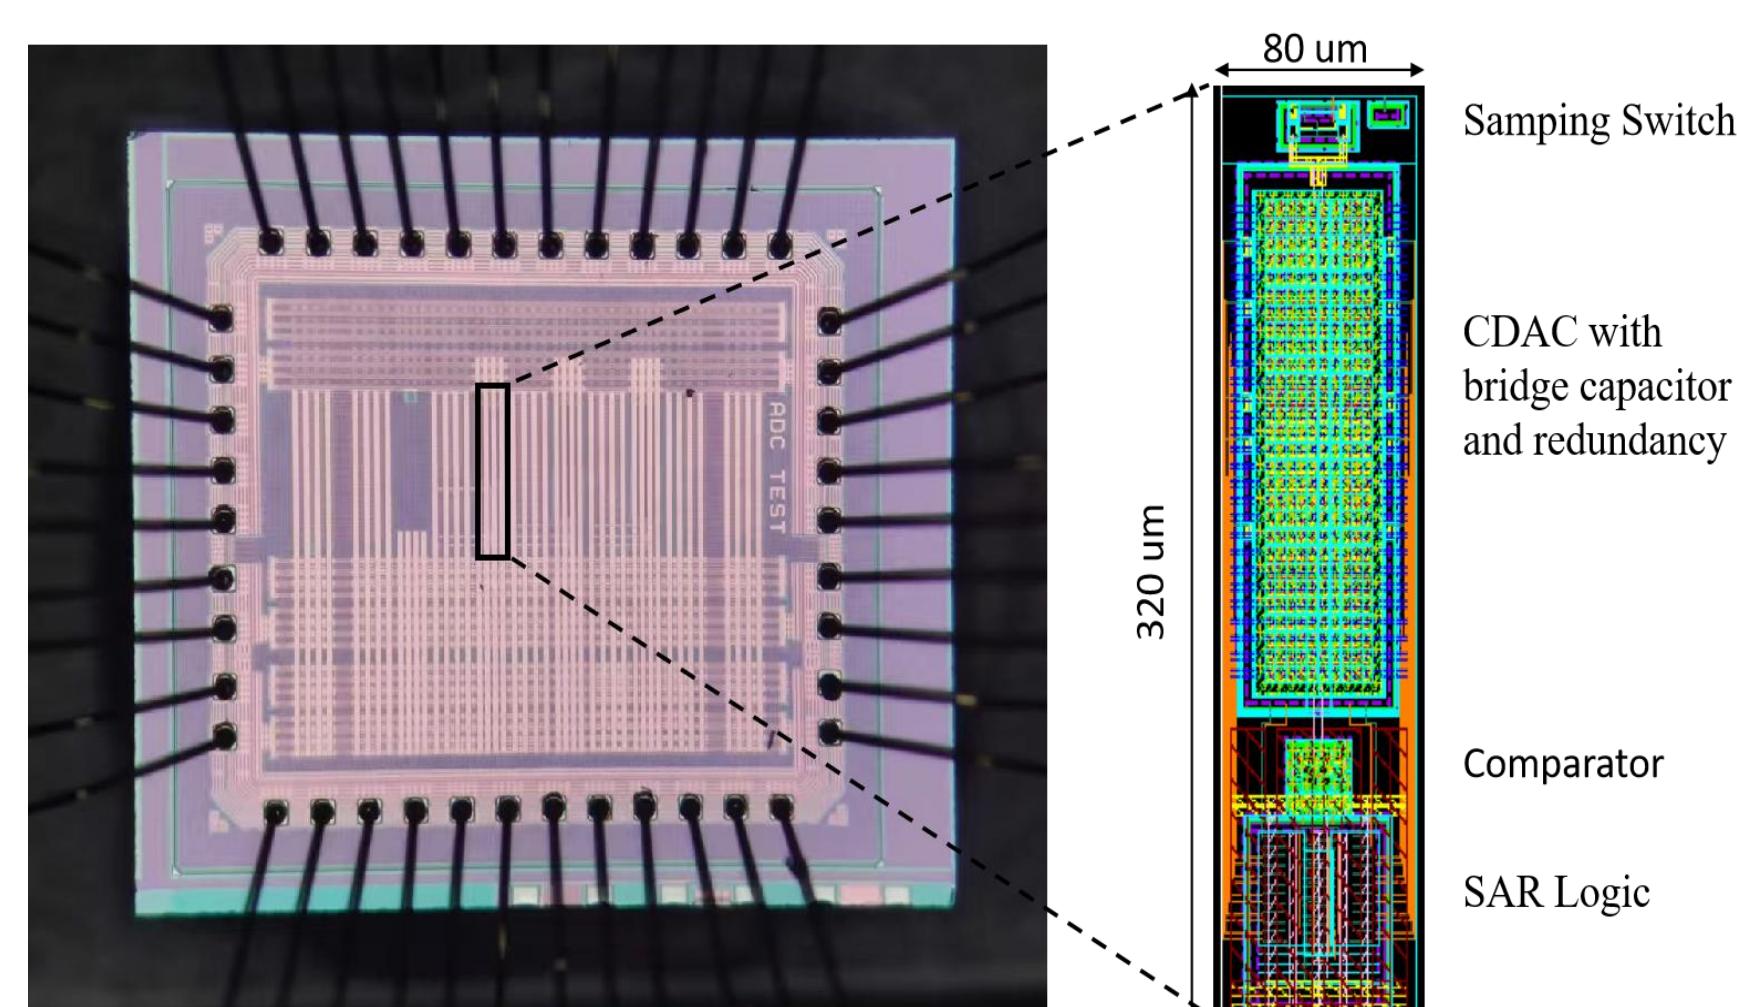 80 um
Samping Switch
CDAC with
bridge capacitor
and redundancy
320 um
ADC TEST
Comparator
SAR Logic